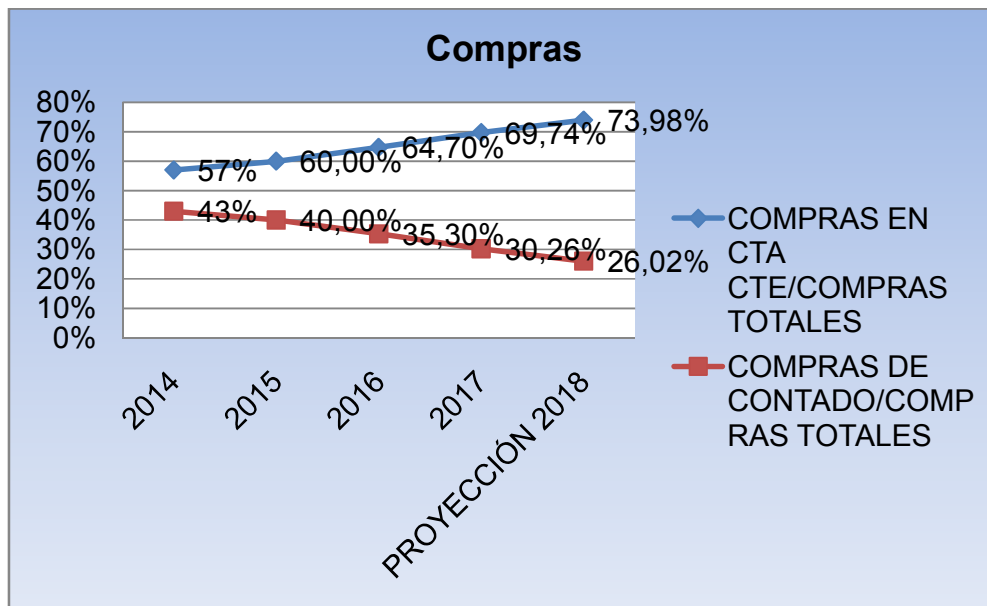 Compras
80%
70%
60%
50%
40%
30%
20%
10%
0%
57%
60,00%
64,70%
69,74%
73,98%
43%
40,00%
35,30%
30,26%
26,02%
2014
2015
2016
2017
PROYECCIÓN 2018
COMPRAS EN
CTA
CTE/COMPRAS
TOTALES
COMPRAS DE
CONTADO/COMP
RAS TOTALES